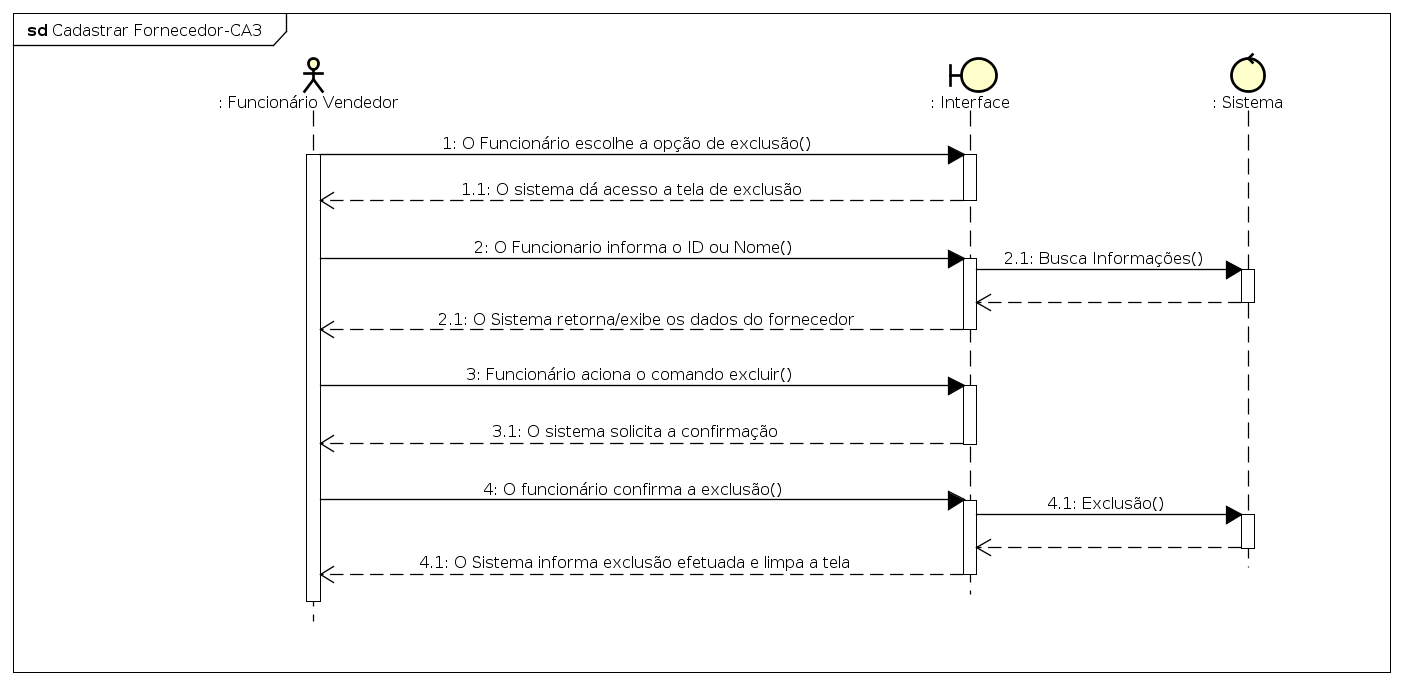 sd Cadastrar Fornecedor-CA3
: Funcionário Vendedor
: Interface
: Sistema
1: O Funcionário escolhe a opção de exclusão()
1.1: O sistema dá acesso a tela de exclusão
2: O Funcionario informa o ID ou Nome()
2.1: Busca Informações()
2.1: O Sistema retorna/exibe os dados do fornecedor
3: Funcionário aciona o comando excluir()
3.1: O sistema solicita a confirmação
4: O funcionário confirma a exclusão()
4.1: Exclusão()
4.1: O Sistema informa exclusão efetuada e limpa a tela